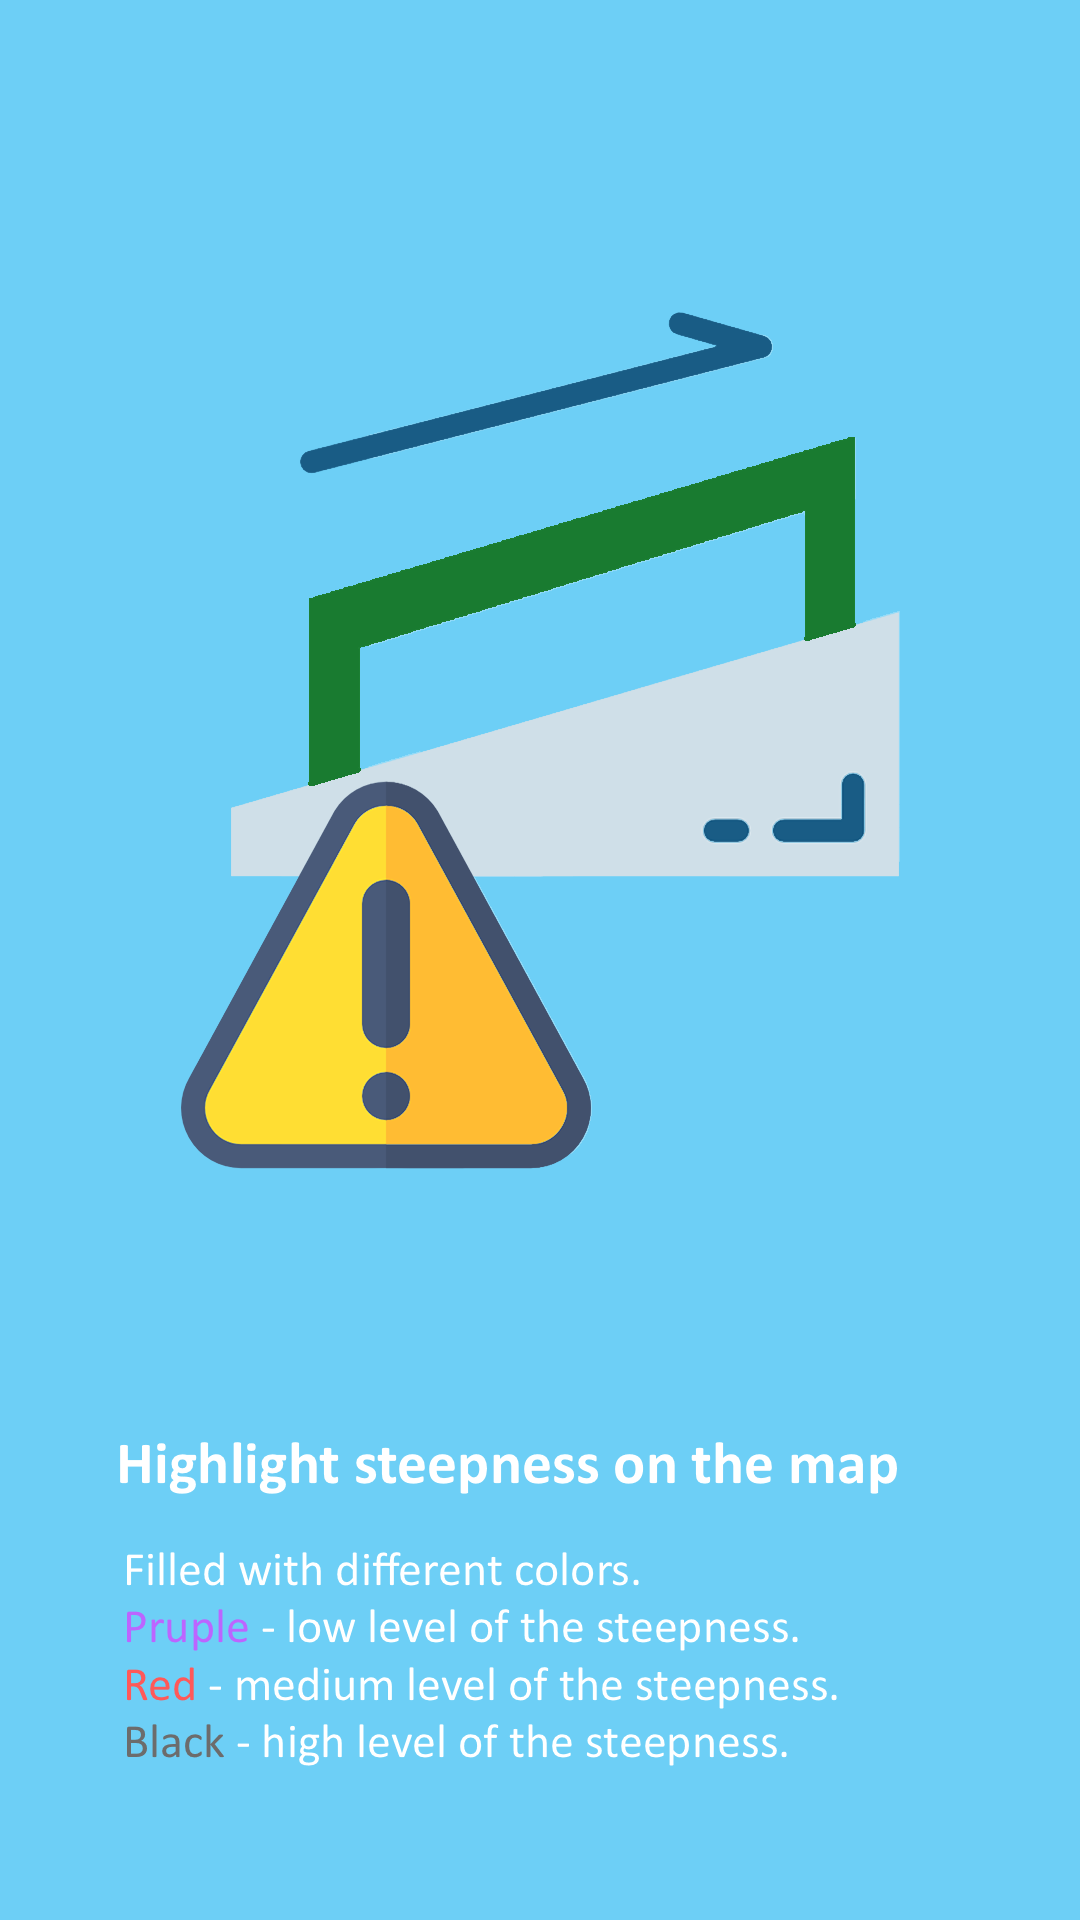 Highlight steepness on the map
Filled with different colors.
Pruple - low level of the steepness.
Red - medium level of the steepness.
Black - high level of the steepness.